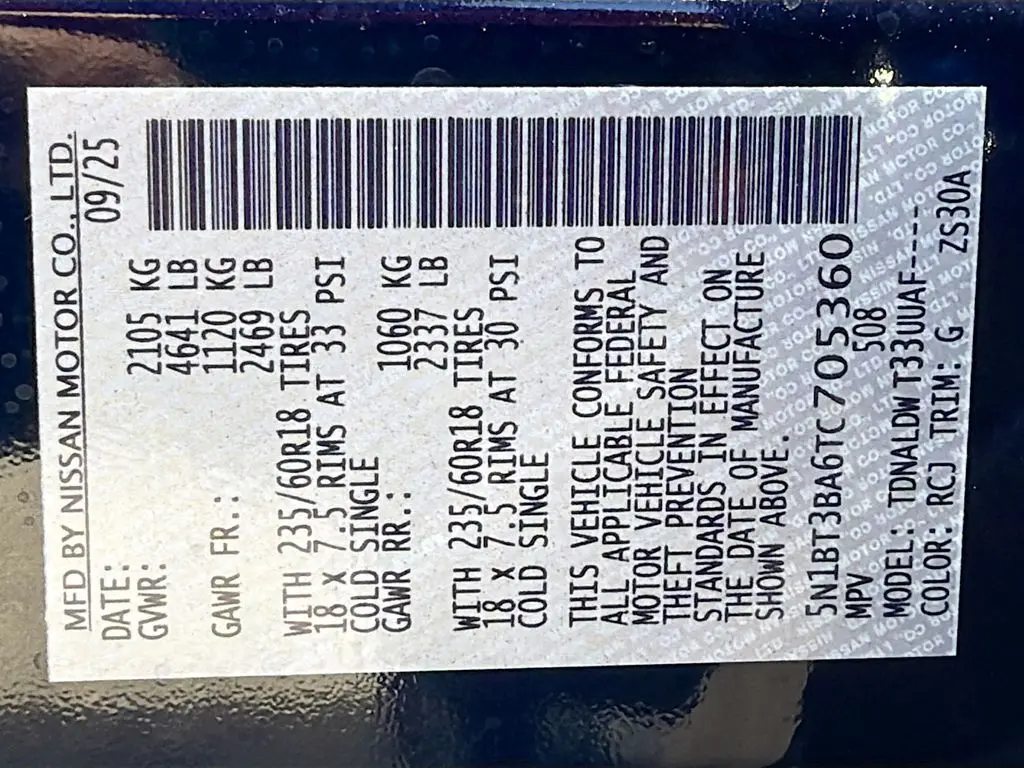 MFD BY NISSAN MOTOR CO., LTD.
DATE: 09/25
GVWR: 2105 KG
4641 LB
GAWR FR.: 1120 KG
2469 LB
WITH 235/60R18 TIRES
18 X 7.5 RIMS AT 33 PSI
COLD SINGLE
GAWR RR.: 1060 KG
2337 LB
WITH 235/60R18 TIRES
18 X 7.5 RIMS AT 30 PSI
COLD SINGLE
THIS VEHICLE CONFORMS TO
ALL APPLICABLE FEDERAL
MOTOR VEHICLE SAFETY AND
THEFT PREVENTION
STANDARDS IN EFFECT ON
THE DATE OF MANUFACTURE
SHOWN ABOVE.
5N1BT3BA6TC705360
MPV 508
MODEL: TDNALDW T33UUAF----
COLOR: RCJ TRIM: G ZS30A